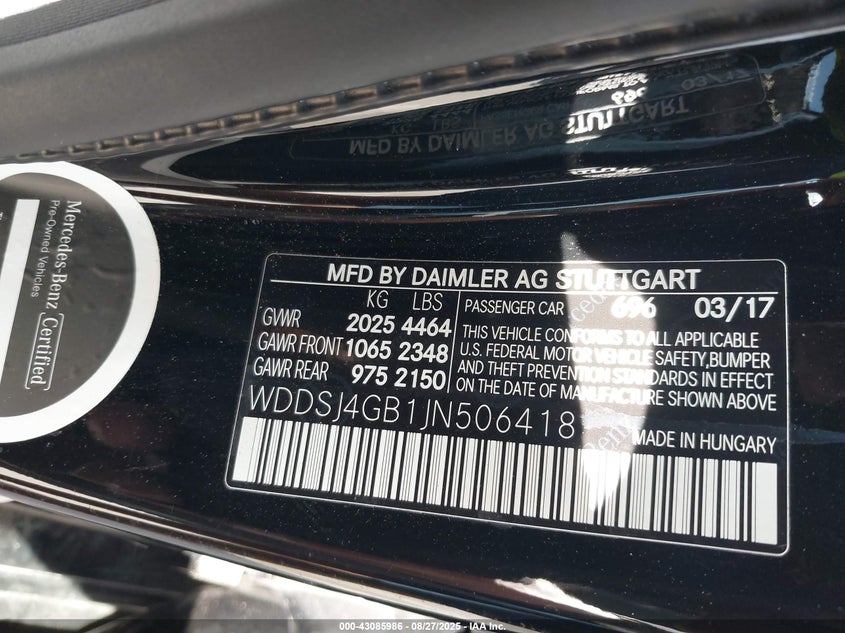 Mercedes-Benz
Pre-Owned Vehicles
Certified
MFD BY DAIMLER AG STUTTGART
KG LBS
GVWR 2025 4464
GAWR FRONT 1065 2348
GAWR REAR 975 2150
PASSENGER CAR 696 03/17
THIS VEHICLE CONFORMS TO ALL APPLICABLE
U.S. FEDERAL MOTOR VEHICLE SAFETY, BUMPER
AND THEFT PREVENTION STANDARDS IN EFFECT
ON THE DATE OF MANUFACTURE SHOWN ABOVE
WDDSJ4GB1JN506418
MADE IN HUNGARY
000-43085986 - 08/27/2025 - IAA Inc.